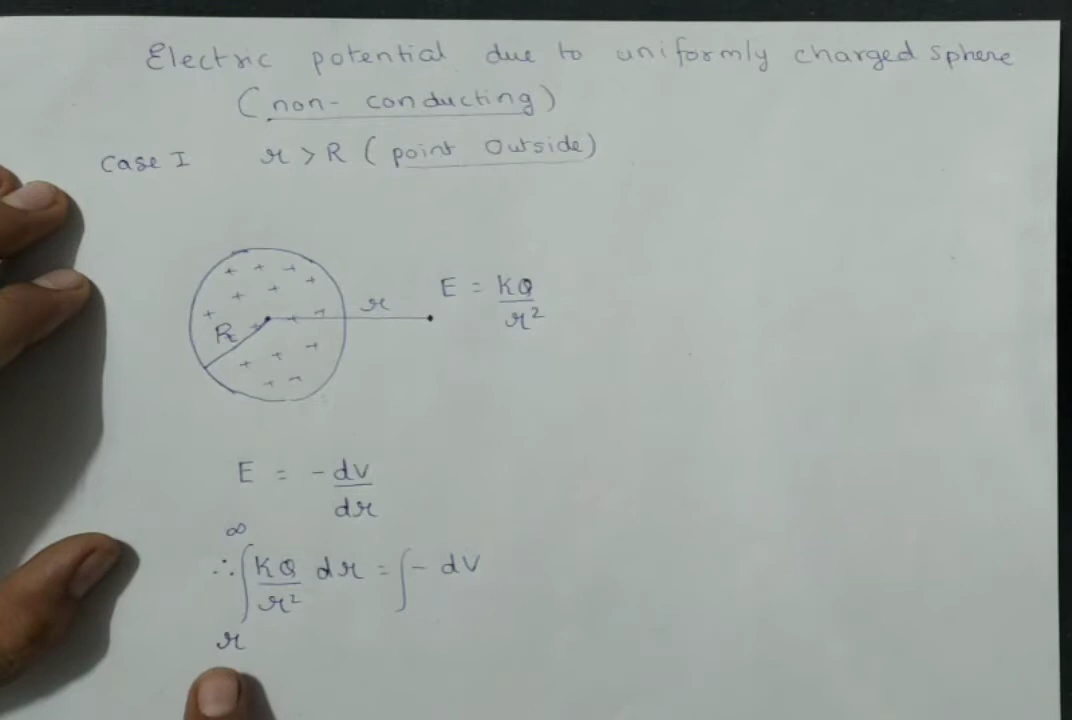 Electric potential due to uniformly charged sphere
(non-conducting)
Case I r > R (point outside)
+ + + + + + + + + + + + + + +
R
r
E = KQ/r²
E = -dv/dr
∴ ∫_r^∞ KQ/r² dr = ∫ - dV